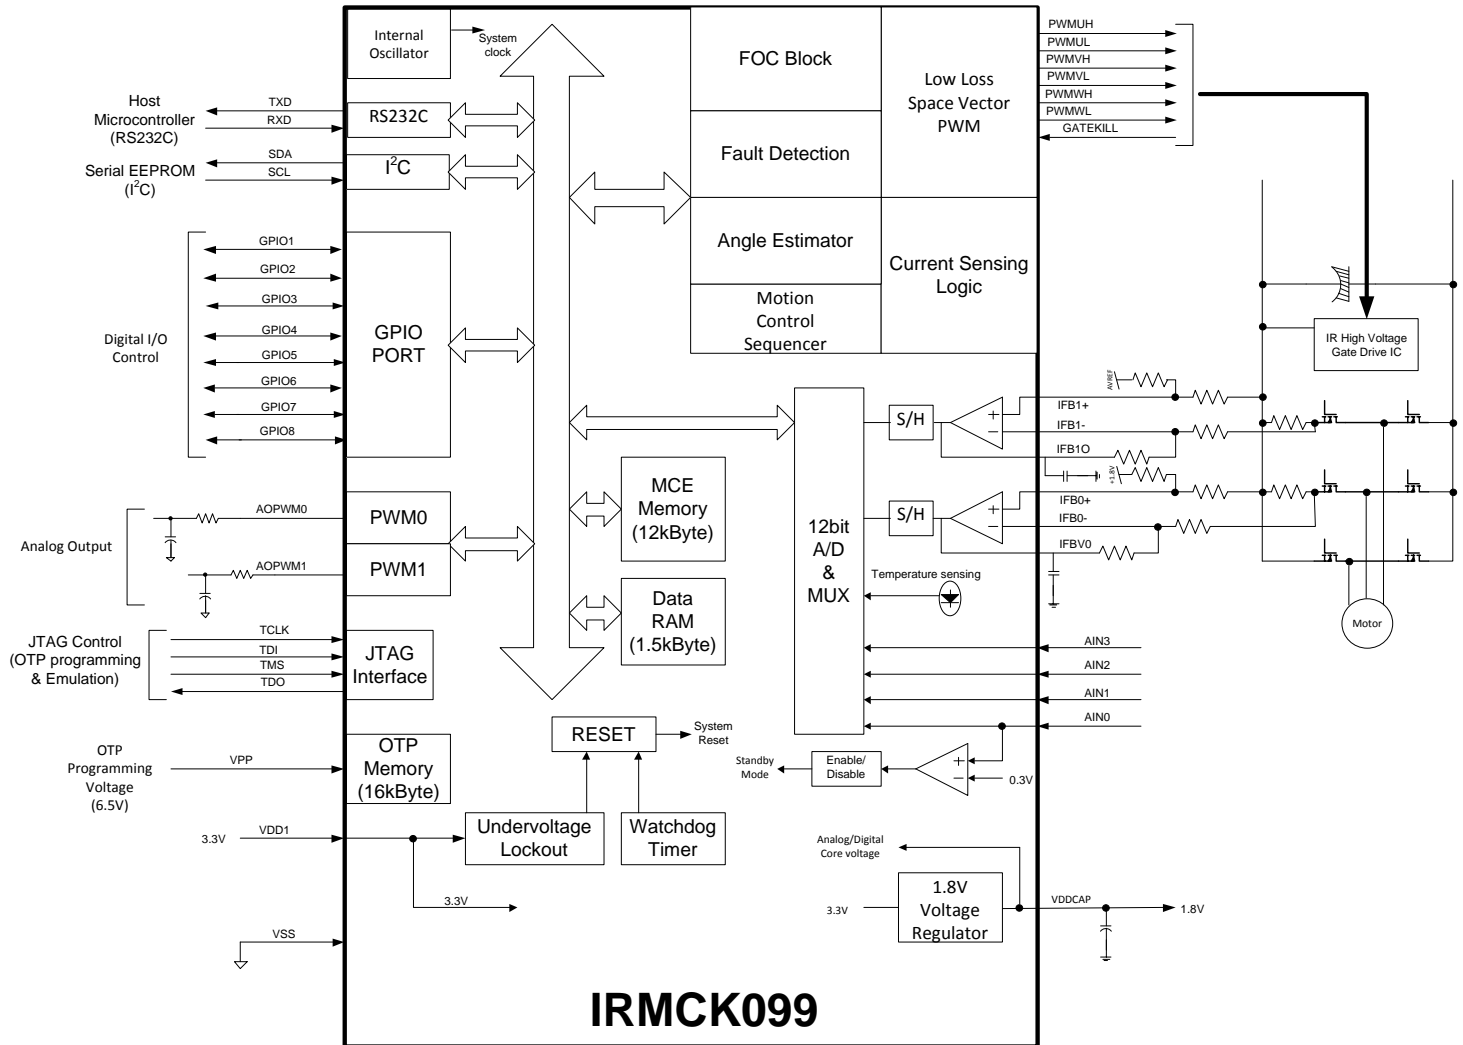 Internal
Oscillator
System
clock
Host
Microcontroller
(RS232C)
TXD
RXD
RS232C
Serial EEPROM
(I²C)
SDA
SCL
I²C
Digital I/O
Control
GPIO1
GPIO2
GPIO3
GPIO4
GPIO5
GPIO6
GPIO7
GPIO8
GPIO
PORT
Analog Output
AOPWM0
AOPWM1
PWM0
PWM1
JTAG Control
(OTP programming
& Emulation)
TCLK
TDI
TMS
TDO
JTAG
Interface
OTP
Programming
Voltage
(6.5V)
VPP
OTP
Memory
(16kByte)
3.3V
VDD1
3.3V
VSS
Undervoltage
Lockout
Watchdog
Timer
RESET
System
Reset
MCE
Memory
(12kByte)
Data
RAM
(1.5kByte)
FOC Block
Fault Detection
Angle Estimator
Motion
Control
Sequencer
Low Loss
Space Vector
PWM
Current Sensing
Logic
PWMUH
PWMUL
PWMVH
PWMVL
PWMWH
PWMWL
GATEKILL
IR High Voltage
Gate Drive IC
12bit
A/D
&
MUX
S/H
+
−
AVREF
IFB1+
IFB1-
IFB1O
S/H
+
−
+1.8V
IFB0+
IFB0-
IFBV0
Temperature sensing
Motor
AIN3
AIN2
AIN1
AIN0
Standby
Mode
Enable/
Disable
+
−
0.3V
Analog/Digital
Core voltage
3.3V
1.8V
Voltage
Regulator
VDDCAP
1.8V
IRMCK099